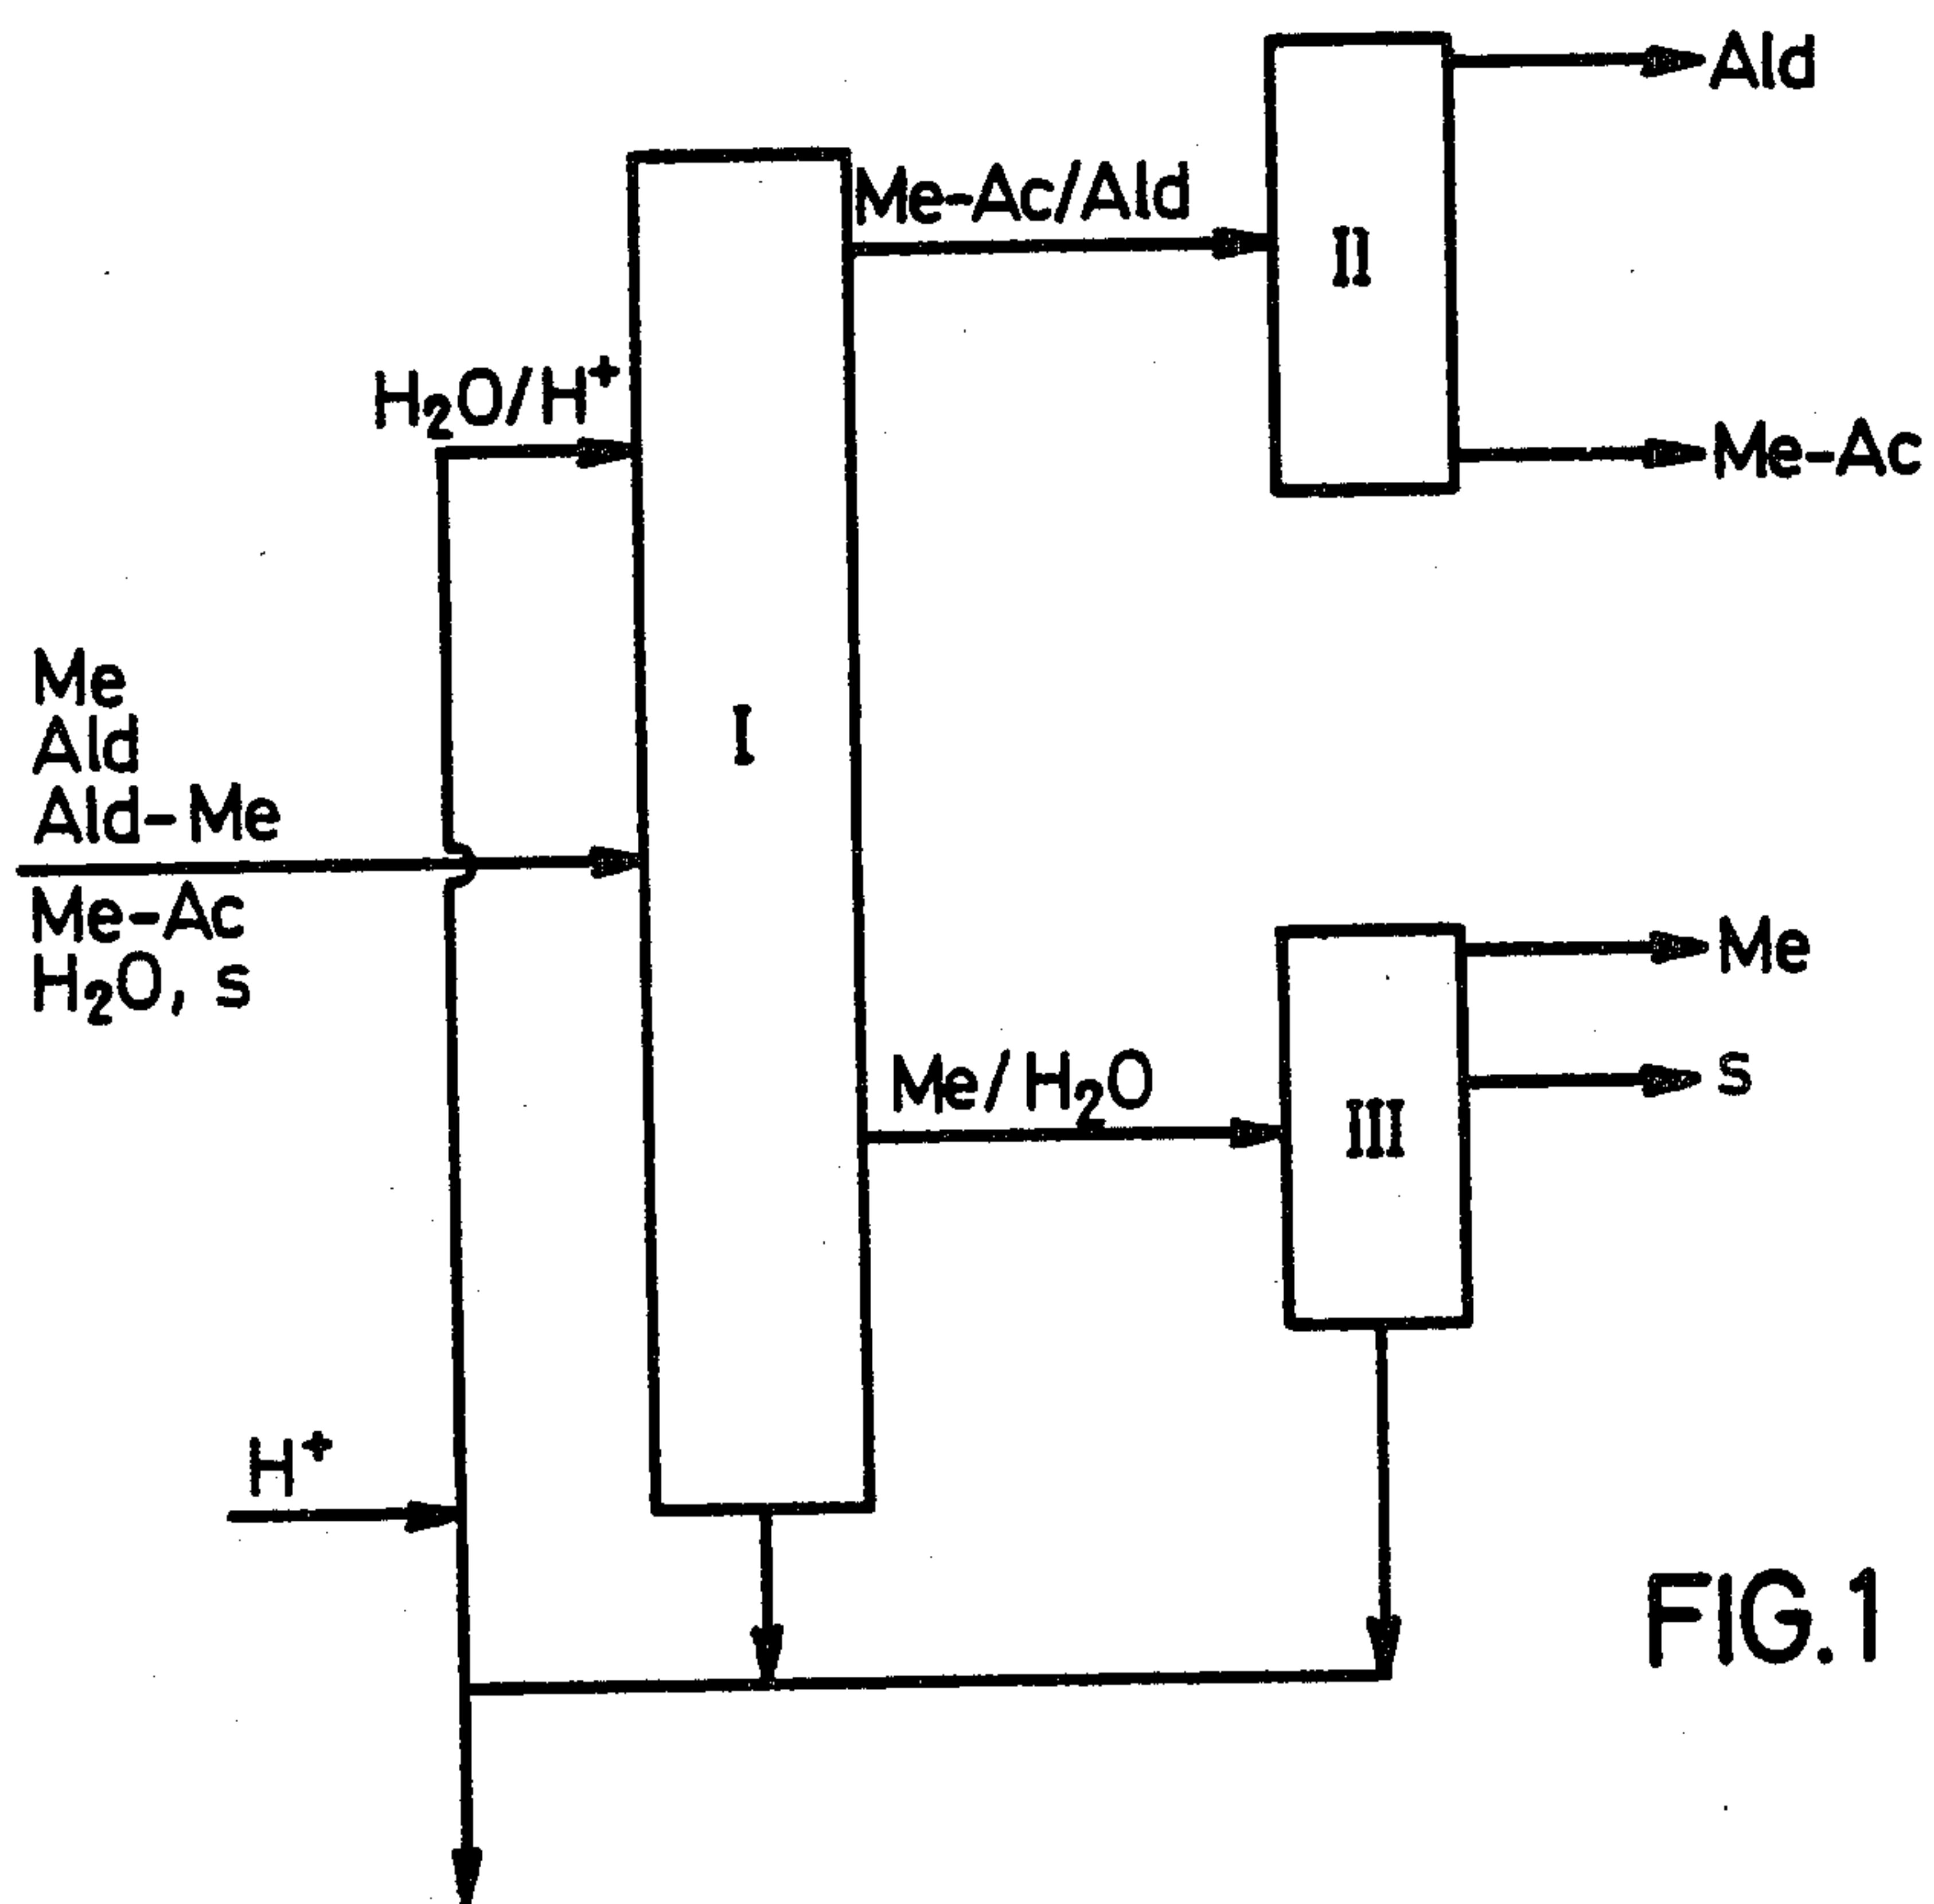 Ald
Me-Ac/Ald
II
H₂O/H⁺
Me-Ac
Me
Ald
Ald-Me
I
Me-Ac
H₂O, s
Me
Me/H₂O
s
III
H⁺
FIG.1